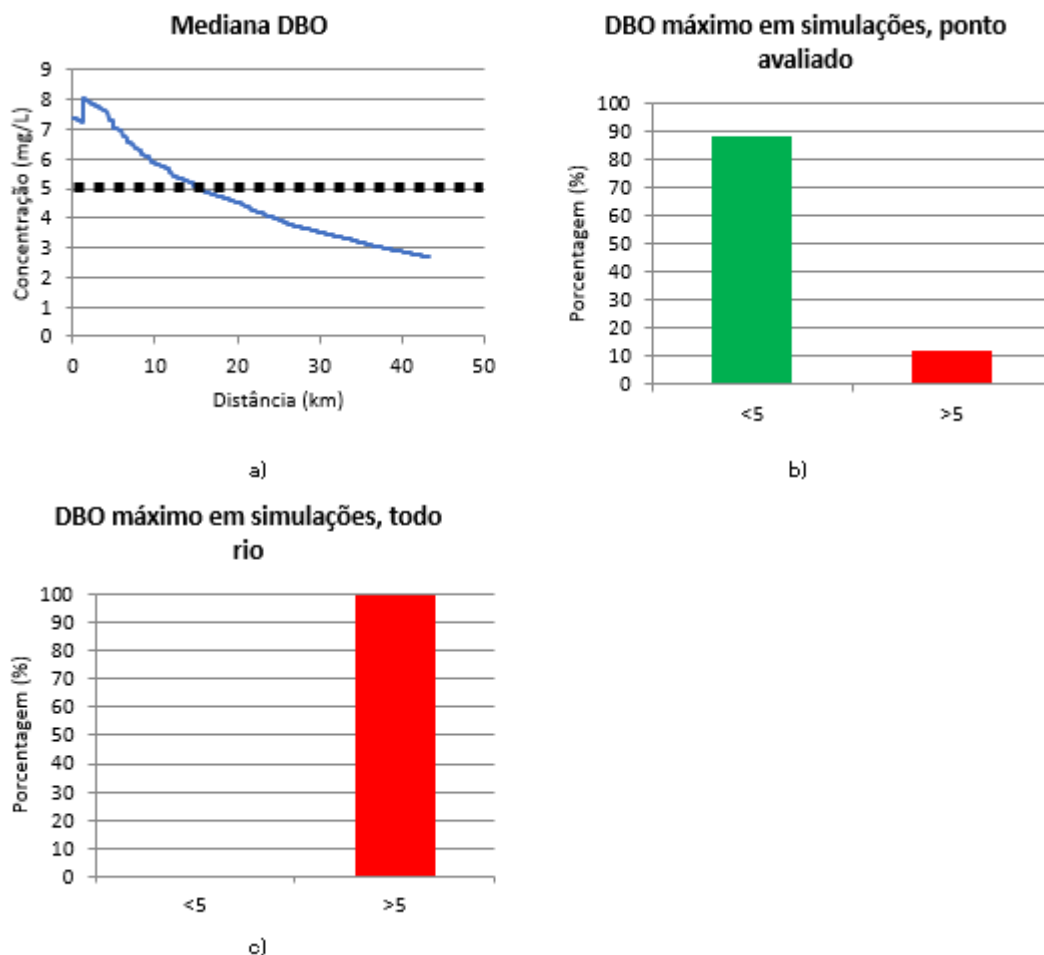 Mediana DBO
Concentração (mg/L)
9
8
7
6
5
4
3
2
1
0
0 10 20 30 40 50
Distância (km)
a)
DBO máximo em simulações, ponto
avaliado
Porcentagem (%)
100
90
80
70
60
50
40
30
20
10
0
<5 >5
b)
DBO máximo em simulações, todo
rio
Porcentagem (%)
100
90
80
70
60
50
40
30
20
10
0
<5 >5
c)